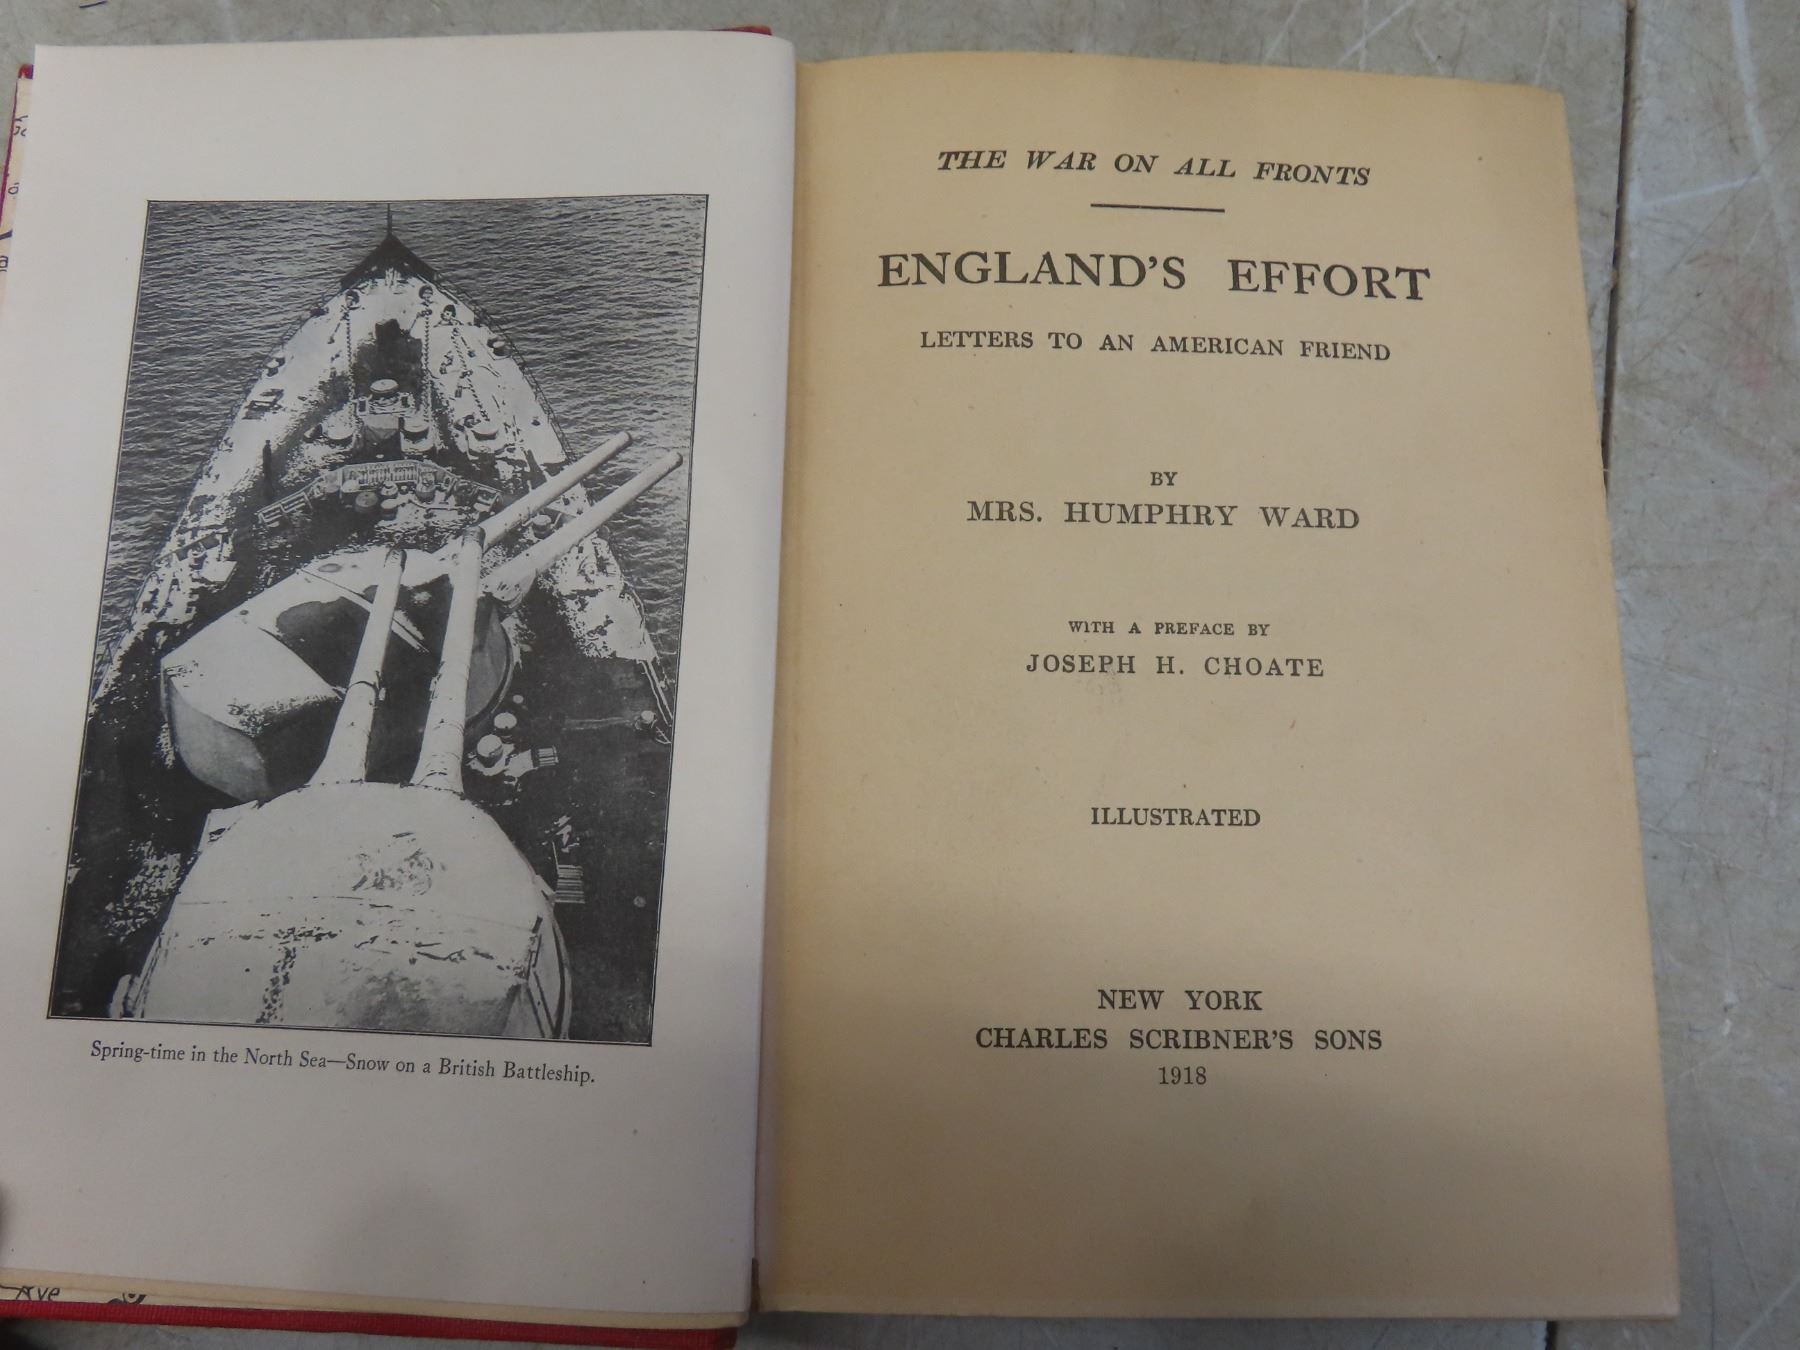 Spring-time in the North Sea—Snow on a British Battleship.
Ave
THE WAR ON ALL FRONTS
ENGLAND'S EFFORT
LETTERS TO AN AMERICAN FRIEND
BY
MRS. HUMPHRY WARD
WITH A PREFACE BY
JOSEPH H. CHOATE
ILLUSTRATED
NEW YORK
CHARLES SCRIBNER'S SONS
1918